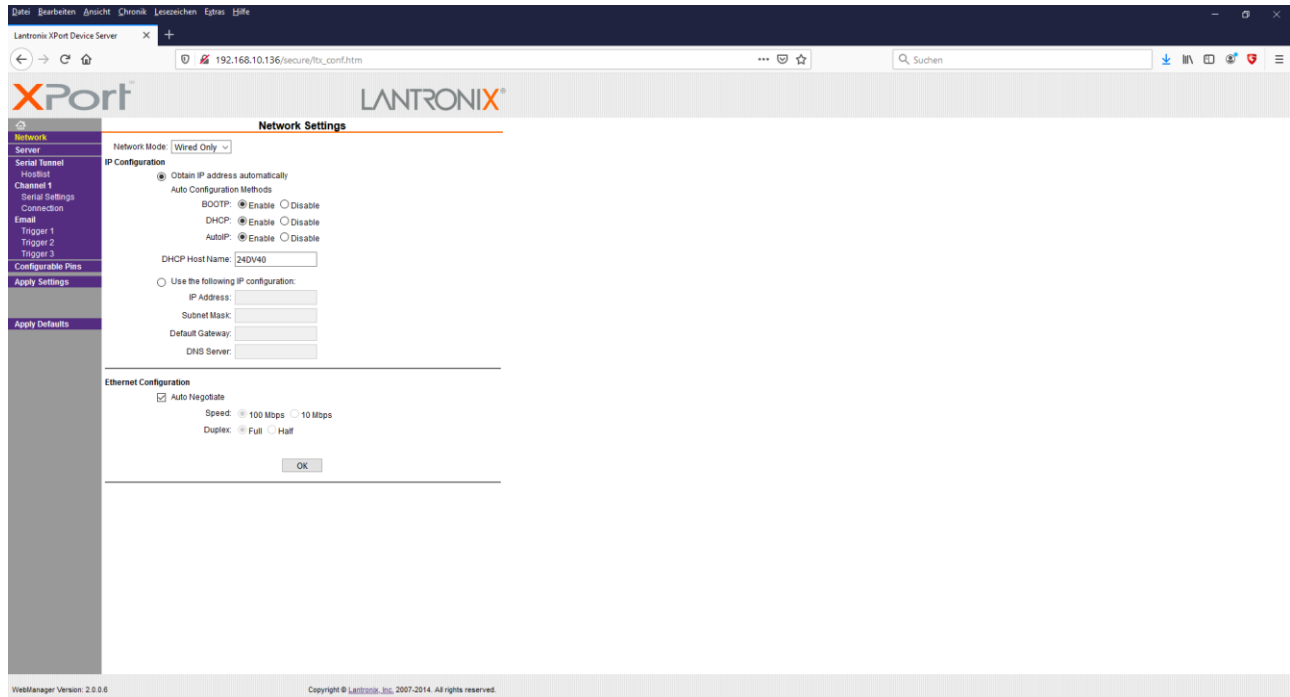 Datei Bearbeiten Ansicht Chronik Lesezeichen Extras Hilfe
Lantronix XPort Device Server
192.168.10.136/secure/ltx_conf.htm
Suchen
XPort
LANTRONIX®
Network
Server
Serial Tunnel
Hostlist
Channel 1
Serial Settings
Connection
Email
Trigger 1
Trigger 2
Trigger 3
Configurable Pins
Apply Settings
Apply Defaults
Network Settings
Network Mode: Wired Only
IP Configuration
Obtain IP address automatically
Auto Configuration Methods
BOOTP: Enable Disable
DHCP: Enable Disable
AutoIP: Enable Disable
DHCP Host Name: 24DV40
Use the following IP configuration:
IP Address:
Subnet Mask:
Default Gateway:
DNS Server:
Ethernet Configuration
Auto Negotiate
Speed: 100 Mbps 10 Mbps
Duplex: Full Half
OK
WebManager Version: 2.0.0.6
Copyright © Lantronix, Inc. 2007-2014. All rights reserved.